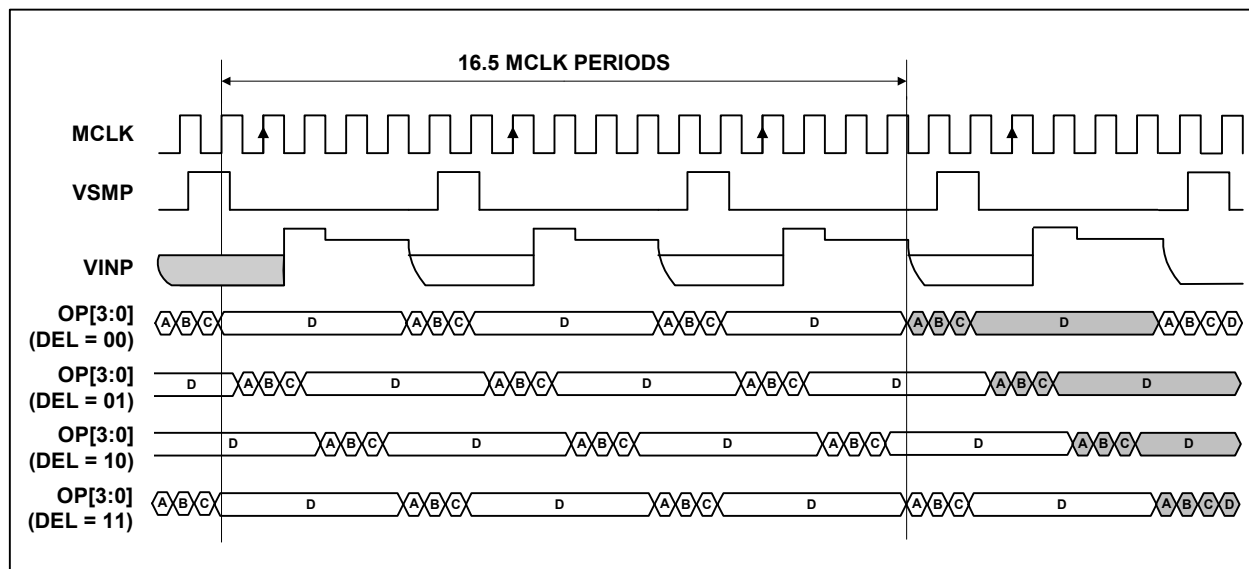 16.5 MCLK PERIODS
MCLK
VSMP
VINP
OP[3:0]
(DEL = 00)
A B C D A B C D A B C D A B C D A B C D
OP[3:0]
(DEL = 01)
D A B C D A B C D A B C D A B C D
OP[3:0]
(DEL = 10)
D A B C D A B C D A B C D A B C D
OP[3:0]
(DEL = 11)
A B C D A B C D A B C D A B C D A B C D